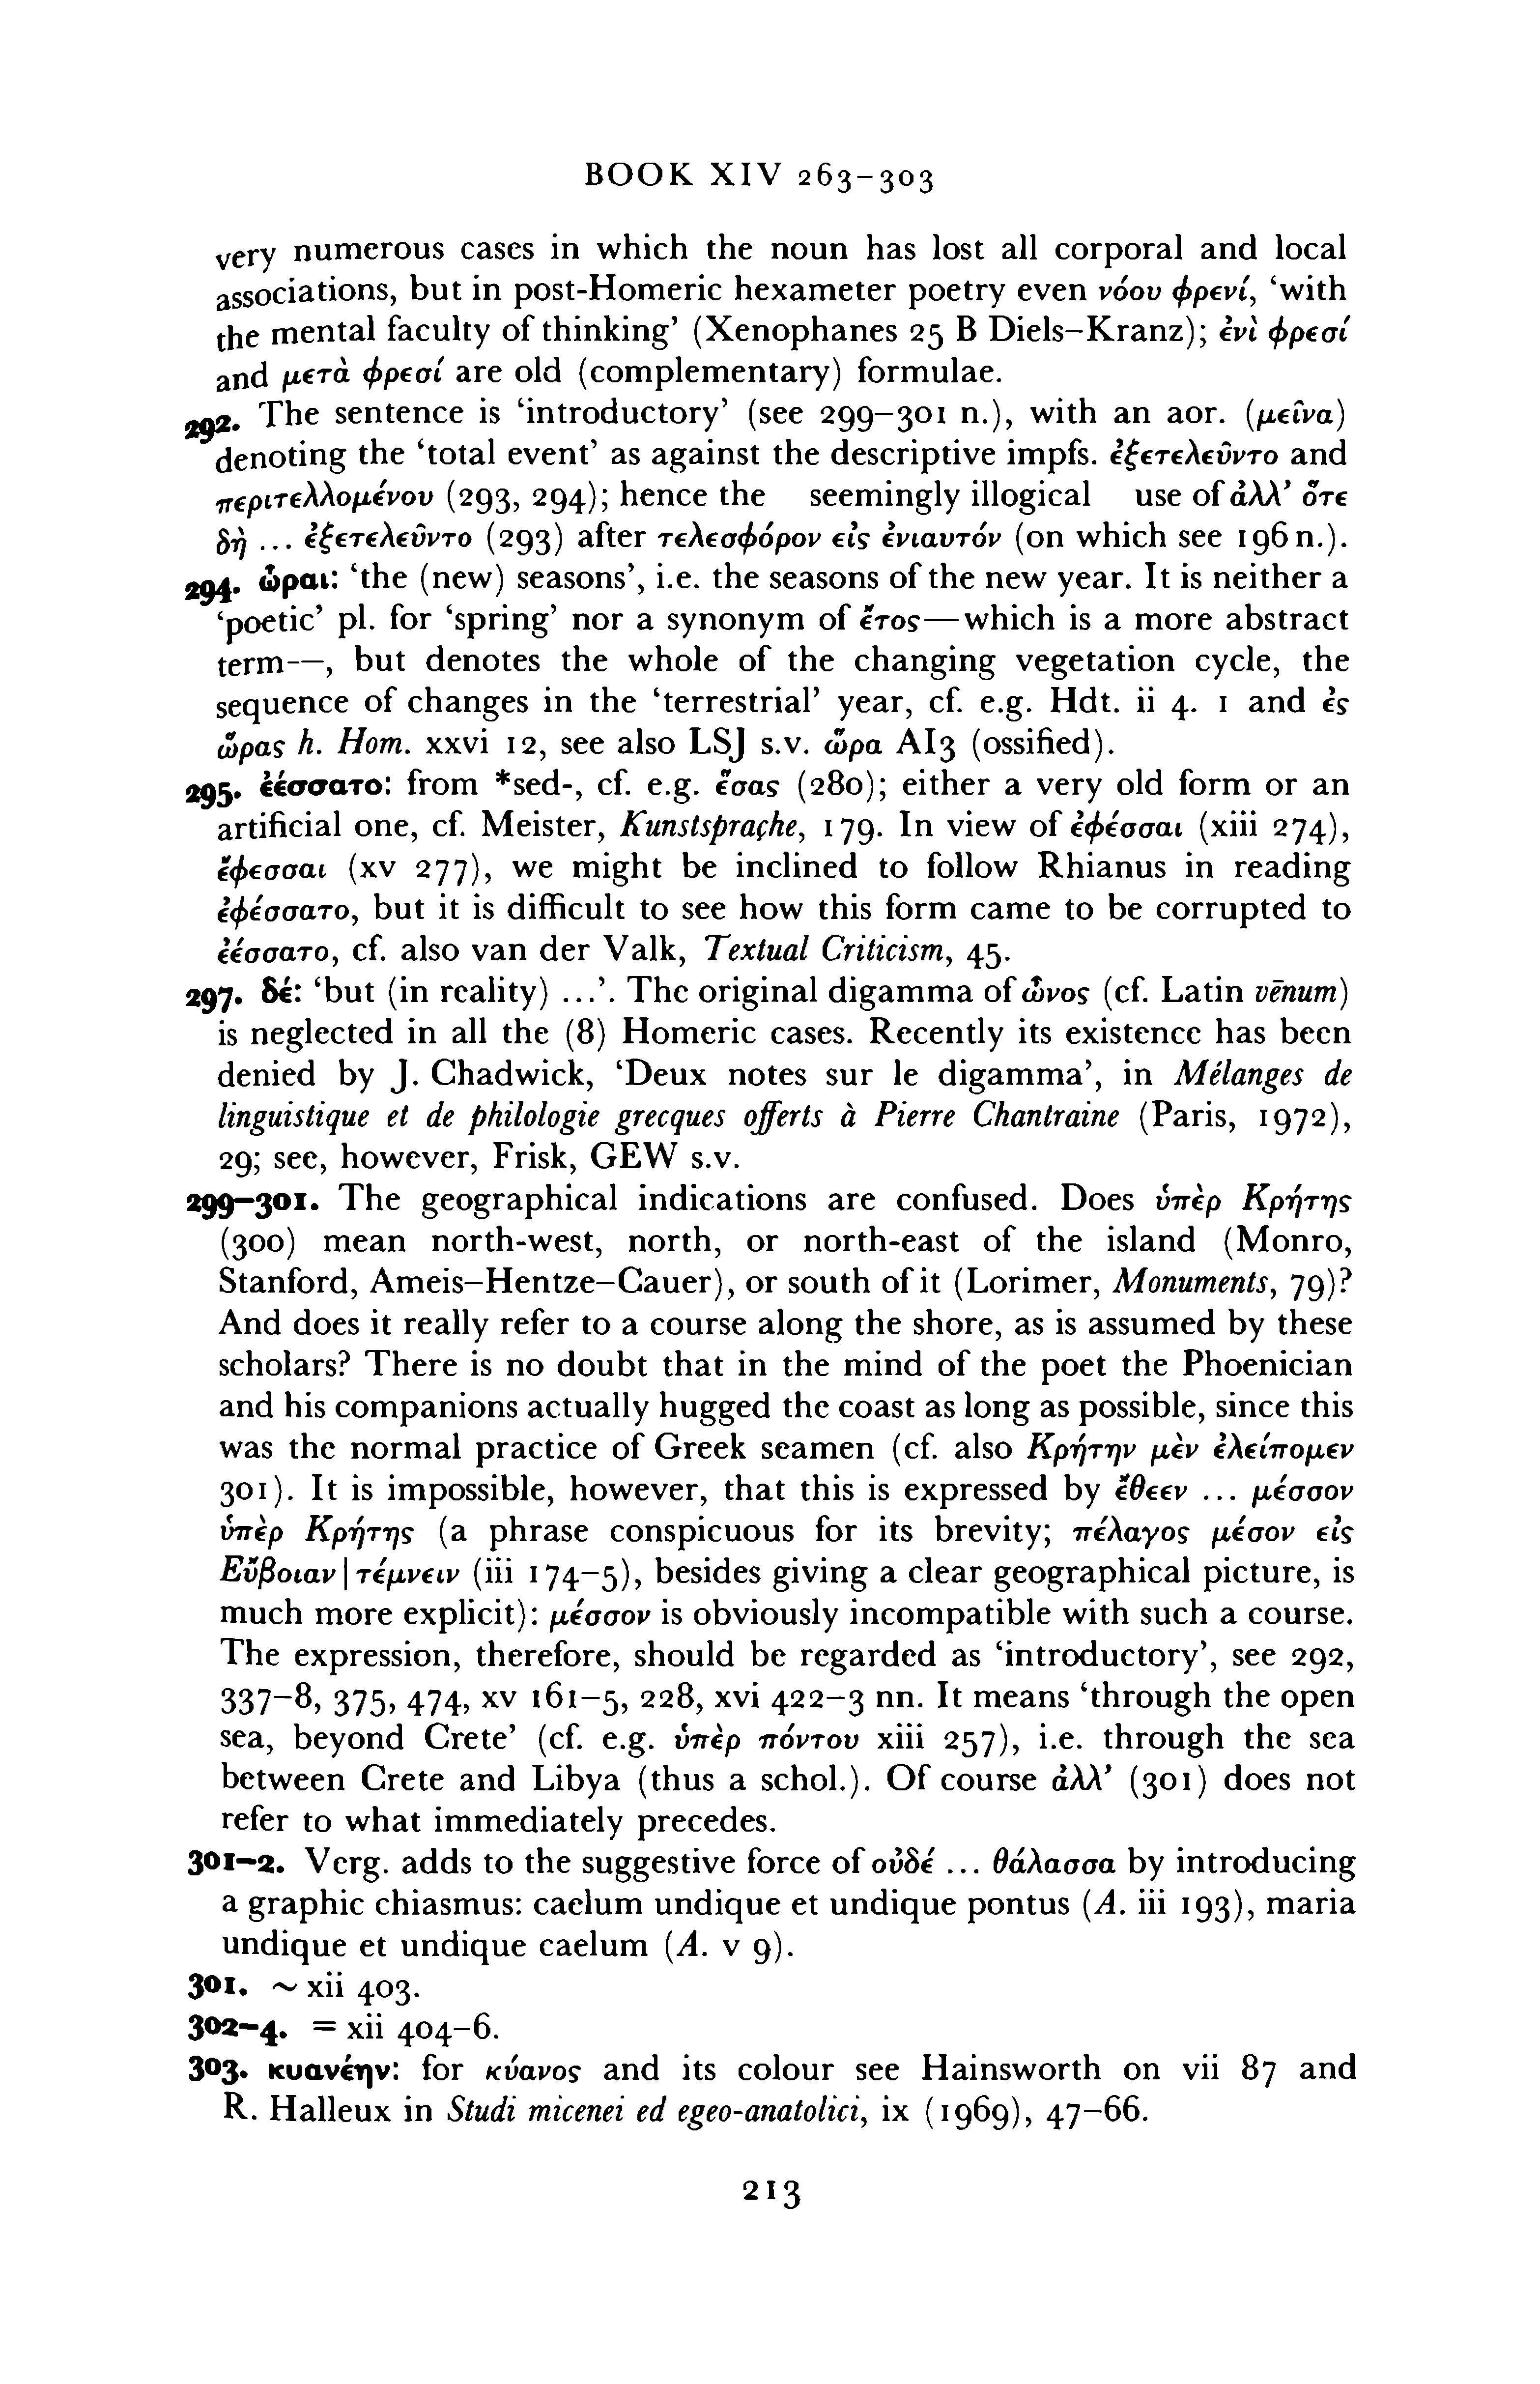 BOOK XIV 263–303
very numerous cases in which the noun has lost all corporal and local
associations, but in post-Homeric hexameter poetry even νόου φρενί, ‘with
the mental faculty of thinking’ (Xenophanes 25 B Diels–Kranz); ἐνὶ φρεσί
and μετὰ φρεσί are old (complementary) formulae.
292. The sentence is ‘introductory’ (see 299–301 n.), with an aor. (μεῖνα)
denoting the ‘total event’ as against the descriptive impfs. ἐξετελεῦντο and
περιτελλομένου (293, 294); hence the seemingly illogical use of ἀλλ’ ὅτε
δὴ ... ἐξετελεῦντο (293) after τελεσφόρον εἰς ἐνιαυτόν (on which see 196 n.).
294. ὧραι: ‘the (new) seasons’, i.e. the seasons of the new year. It is neither a
‘poetic’ pl. for ‘spring’ nor a synonym of ἔτος—which is a more abstract
term—, but denotes the whole of the changing vegetation cycle, the
sequence of changes in the ‘terrestrial’ year, cf. e.g. Hdt. ii 4. 1 and ἐς
ὥρας h. Hom. xxvi 12, see also LSJ s.v. ὥρα AI3 (ossified).
295. ἐέσσατο: from *sed-, cf. e.g. ἕσας (280); either a very old form or an
artificial one, cf. Meister, Kunstsprache, 179. In view of ἐφέσσαι (xiii 274),
ἔφεσσαι (xv 277), we might be inclined to follow Rhianus in reading
ἐφέσσατο, but it is difficult to see how this form came to be corrupted to
ἐέσσατο, cf. also van der Valk, Textual Criticism, 45.
297. δέ: ‘but (in reality) ...’. The original digamma of ὦνος (cf. Latin vēnum)
is neglected in all the (8) Homeric cases. Recently its existence has been
denied by J. Chadwick, ‘Deux notes sur le digamma’, in Mélanges de
linguistique et de philologie grecques offerts à Pierre Chantraine (Paris, 1972),
29; see, however, Frisk, GEW s.v.
299–301. The geographical indications are confused. Does ὑπὲρ Κρήτης
(300) mean north-west, north, or north-east of the island (Monro,
Stanford, Ameis–Hentze–Cauer), or south of it (Lorimer, Monuments, 79)?
And does it really refer to a course along the shore, as is assumed by these
scholars? There is no doubt that in the mind of the poet the Phoenician
and his companions actually hugged the coast as long as possible, since this
was the normal practice of Greek seamen (cf. also Κρήτην μὲν ἐλείπομεν
301). It is impossible, however, that this is expressed by ἔθεεν ... μέσσον
ὑπὲρ Κρήτης (a phrase conspicuous for its brevity; πέλαγος μέσον εἰς
Εὔβοιαν | τέμνειν (iii 174–5), besides giving a clear geographical picture, is
much more explicit): μέσσον is obviously incompatible with such a course.
The expression, therefore, should be regarded as ‘introductory’, see 292,
337–8, 375, 474, xv 161–5, 228, xvi 422–3 nn. It means ‘through the open
sea, beyond Crete’ (cf. e.g. ὑπὲρ πόντου xiii 257), i.e. through the sea
between Crete and Libya (thus a schol.). Of course ἀλλ’ (301) does not
refer to what immediately precedes.
301–2. Verg. adds to the suggestive force of οὐδέ ... θάλασσα by introducing
a graphic chiasmus: caelum undique et undique pontus (A. iii 193), maria
undique et undique caelum (A. v 9).
301. ~ xii 403.
302–4. = xii 404–6.
303. κυανέην: for κύανος and its colour see Hainsworth on vii 87 and
R. Halleux in Studi micenei ed egeo-anatolici, ix (1969), 47–66.
213